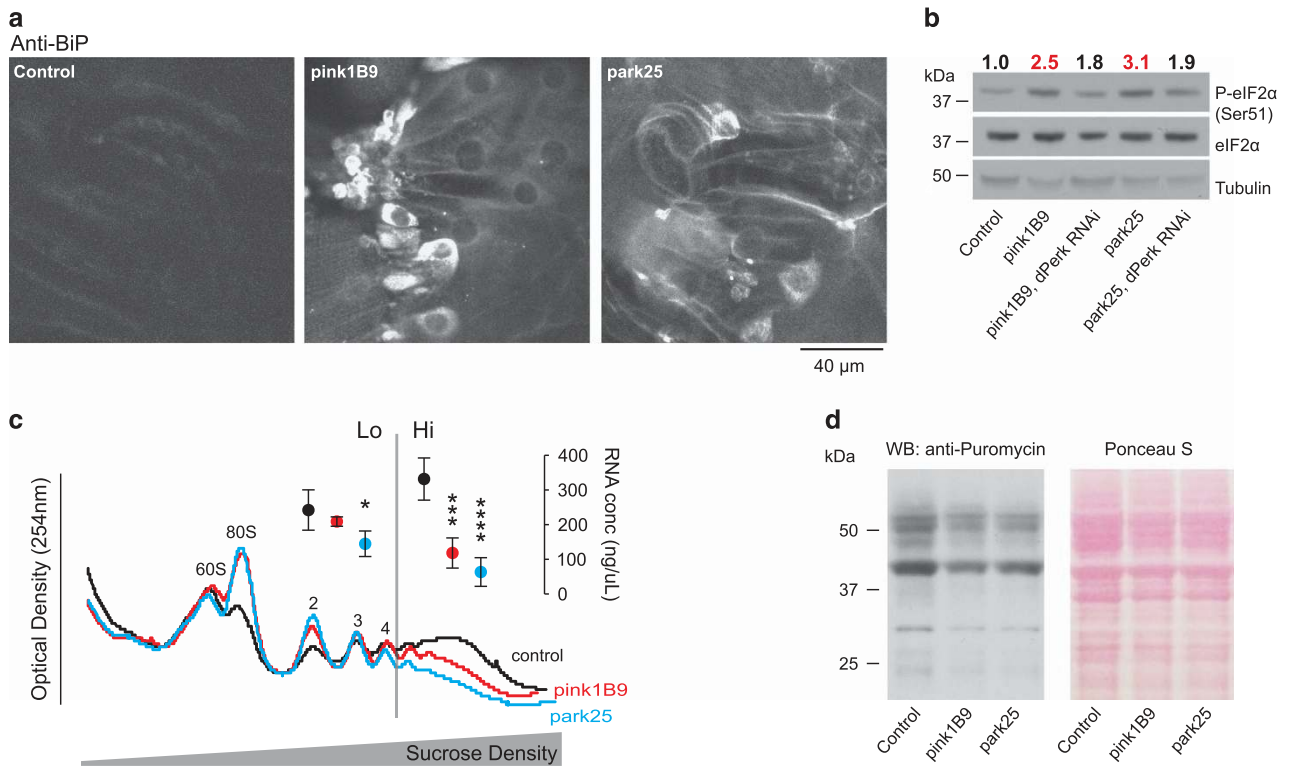 a
Anti-BiP
Control
pink1B9
park25
40 µm
b
1.0 2.5 1.8 3.1 1.9
kDa
37
P-eIF2α
(Ser51)
37
eIF2α
50
Tubulin
Control
pink1B9
pink1B9, dPerk RNAi
park25
park25, dPerk RNAi
c
Lo Hi
Optical Density (254nm)
60S
80S
2
3
4
*
***
****
400
300
200
100
0
RNA conc (ng/uL)
control
pink1B9
park25
Sucrose Density
d
kDa
WB: anti-Puromycin
Ponceau S
50
37
25
Control
pink1B9
park25
Control
pink1B9
park25